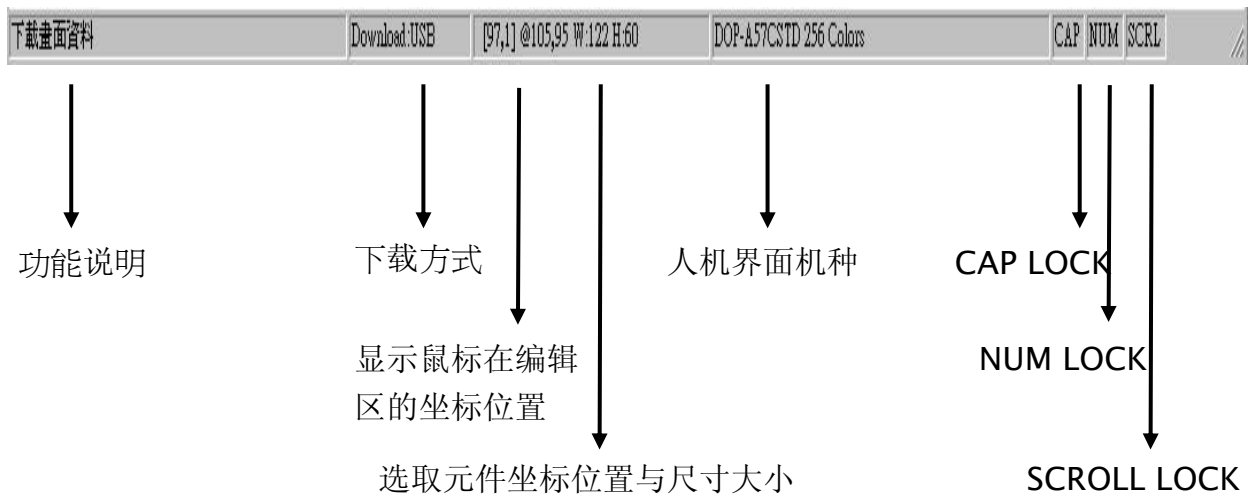 下載畫面資料 Download:USB [97,1] @105,95 W:122 H:60 DOP-A57CSTD 256 Colors CAP NUM SCRL
功能说明 下载方式 人机界面机种 CAP LOCK
显示鼠标在编辑 NUM LOCK
区的坐标位置
选取元件坐标位置与尺寸大小 SCROLL LOCK